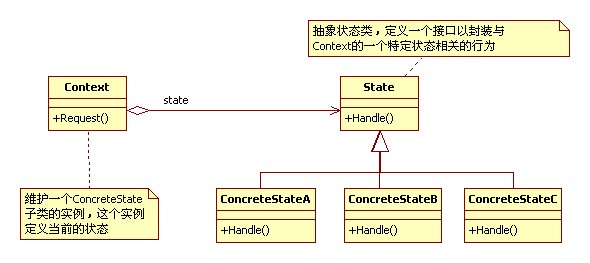 抽象状态类，定义一个接口以封装与
Context的一个特定状态相关的行为
Context
+Request()
state
State
+Handle()
维护一个ConcreteState
子类的实例，这个实例
定义当前的状态
ConcreteStateA
+Handle()
ConcreteStateB
+Handle()
ConcreteStateC
+Handle()